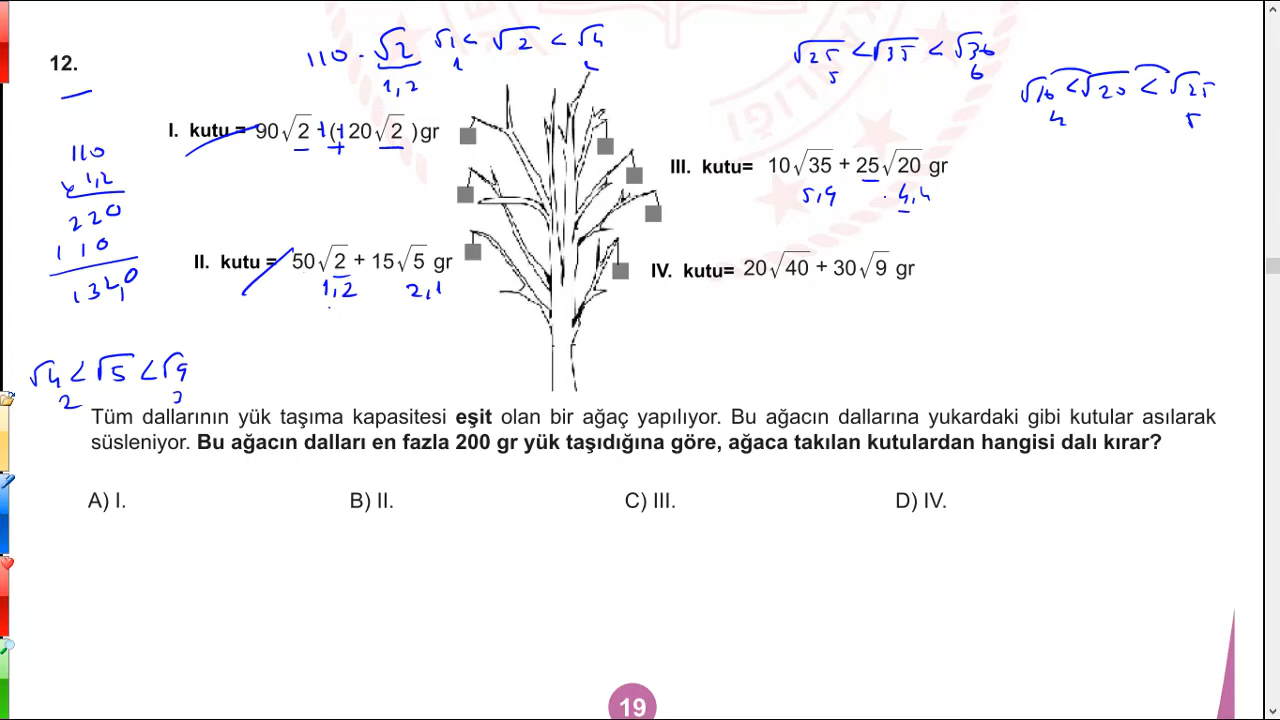 12.
110 · √2 √1 < √2 < √4
1,2 1 2
√25 < √35 < √36
5 6
√16 < √20 < √25
4 5
I. kutu = 90√2 + (+20√2 ) gr
110
x 1,2
220
110
132,0
III. kutu= 10√35 + 25√20 gr
5,9 · 4,4
II. kutu = 50√2 + 15√5 gr
1,2 2,1
IV. kutu= 20√40 + 30√9 gr
√4 < √5 < √9
2 3
Tüm dallarının yük taşıma kapasitesi eşit olan bir ağaç yapılıyor. Bu ağacın dallarına yukardaki gibi kutular asılarak
süsleniyor. Bu ağacın dalları en fazla 200 gr yük taşıdığına göre, ağaca takılan kutulardan hangisi dalı kırar?
A) I. B) II. C) III. D) IV.
19